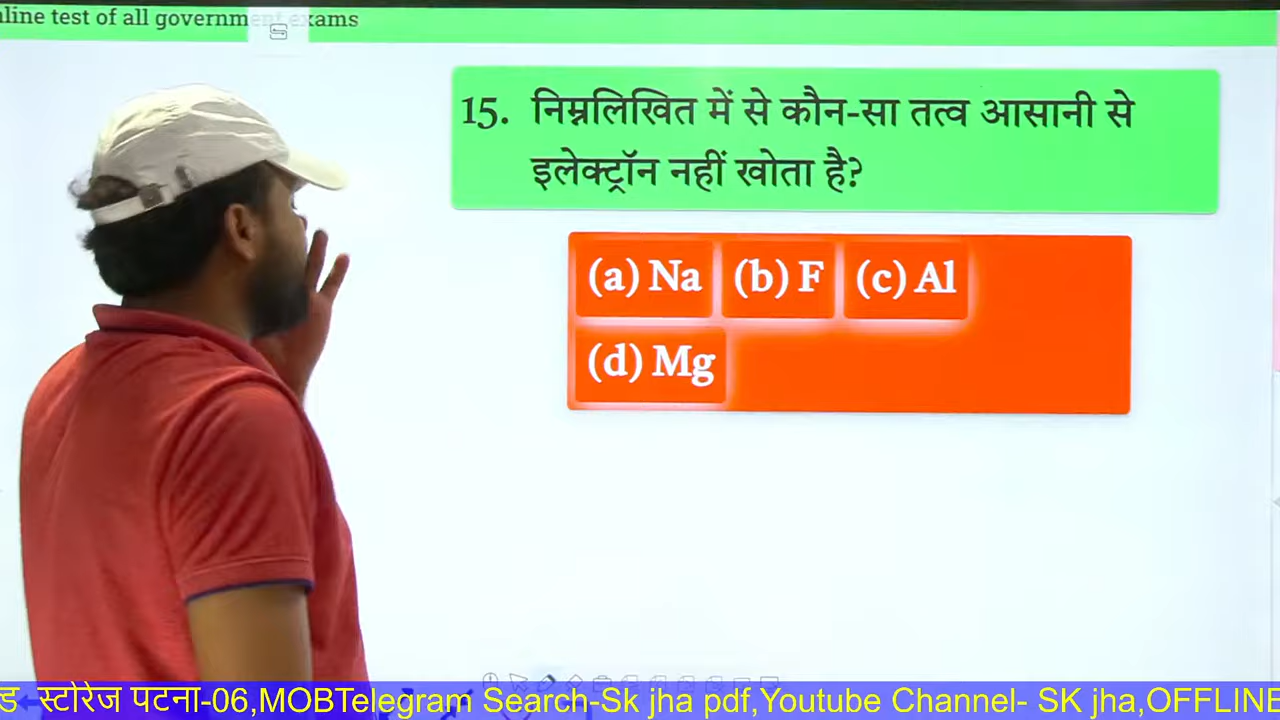 line test of all government exams
15. निम्नलिखित में से कौन-सा तत्व आसानी से
इलेक्ट्रॉन नहीं खोता है?
(a) Na (b) F (c) Al
(d) Mg
स्टोरेज पटना-06,MOBTelegram Search-Sk jha pdf,Youtube Channel- SK jha,OFFLINE